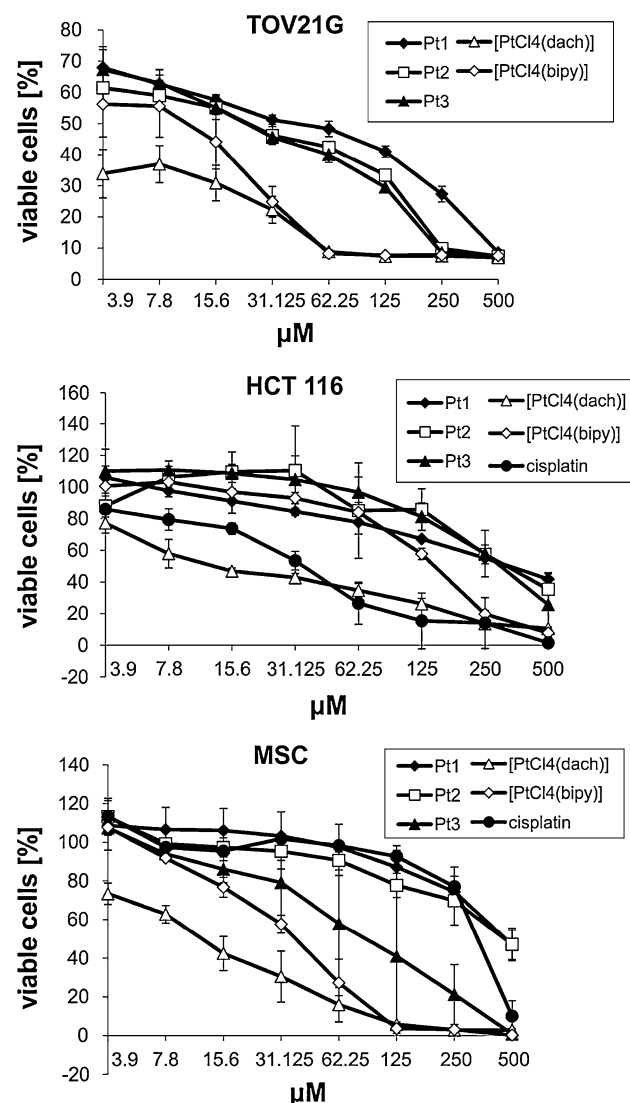 TOV21G
Pt1 [PtCl4(dach)]
Pt2 [PtCl4(bipy)]
Pt3
viable cells [%]
80
70
60
50
40
30
20
10
0
3.9 7.8 15.6 31.125 62.25 125 250 500
µM
HCT 116
Pt1 [PtCl4(dach)]
Pt2 [PtCl4(bipy)]
Pt3 cisplatin
viable cells [%]
160
140
120
100
80
60
40
20
0
-20
3.9 7.8 15.6 31.125 62.25 125 250 500
µM
MSC
Pt1 [PtCl4(dach)]
Pt2 [PtCl4(bipy)]
Pt3 cisplatin
viable cells [%]
140
120
100
80
60
40
20
0
-20
3.9 7.8 15.6 31.125 62.25 125 250 500
µM